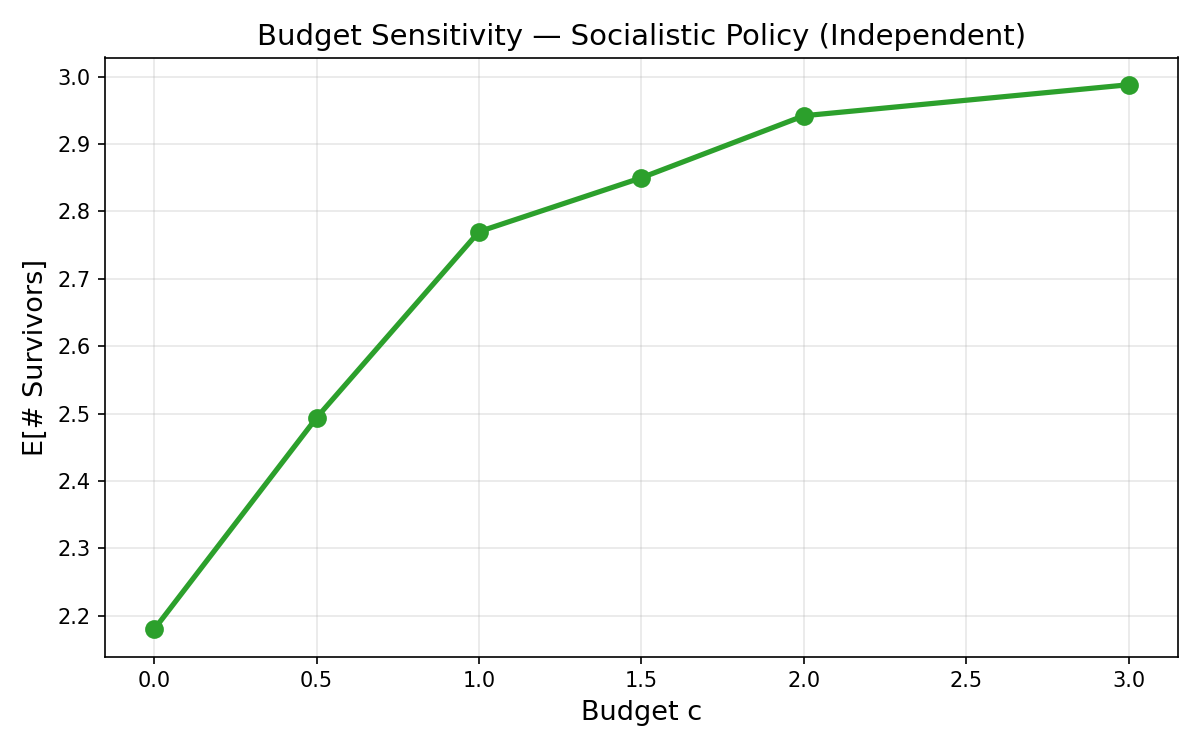 Budget Sensitivity — Socialistic Policy (Independent)
E[# Survivors]
3.0
2.9
2.8
2.7
2.6
2.5
2.4
2.3
2.2
0.0 0.5 1.0 1.5 2.0 2.5 3.0
Budget c